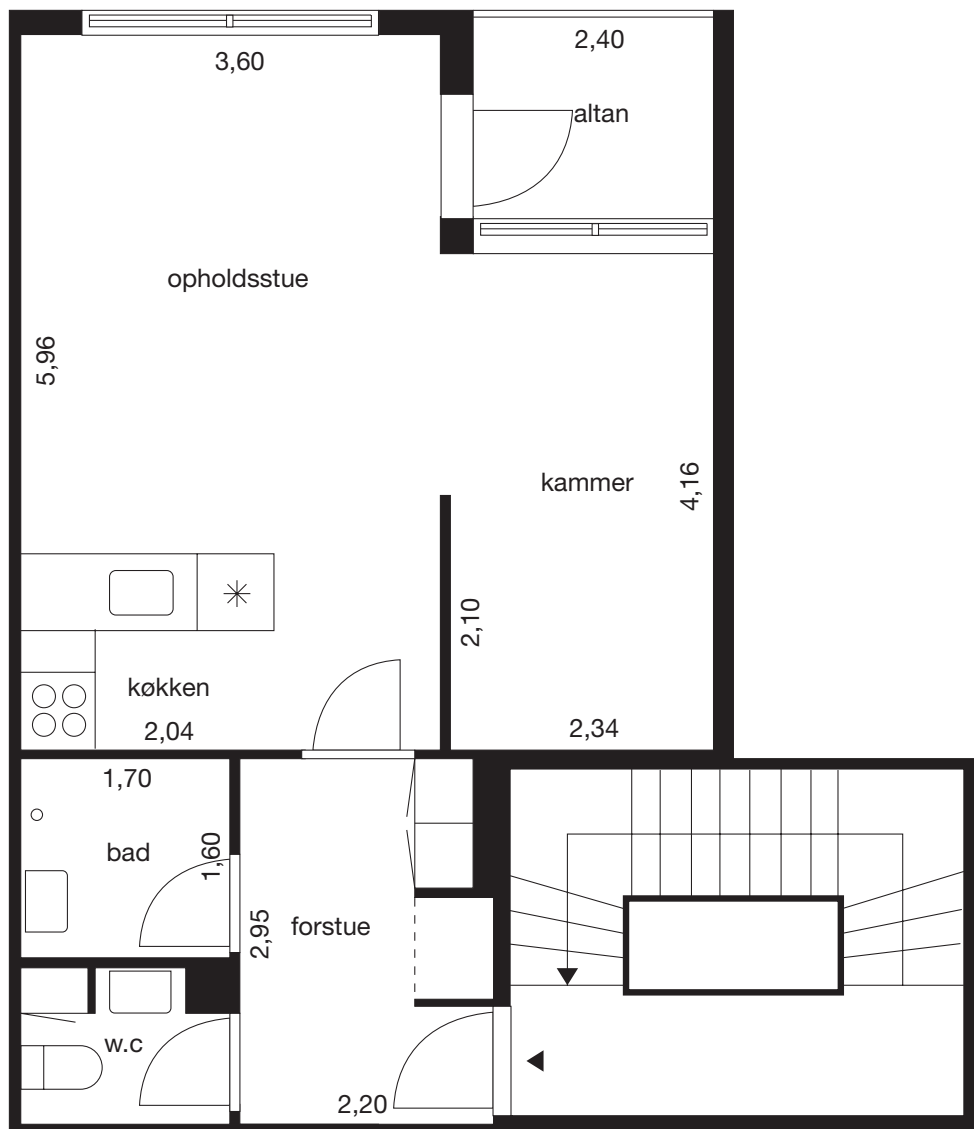 3,60
2,40
altan
opholdsstue
5,96
kammer
4,16
2,10
køkken
2,04
2,34
1,70
bad
1,60
2,95
forstue
w.c
2,20